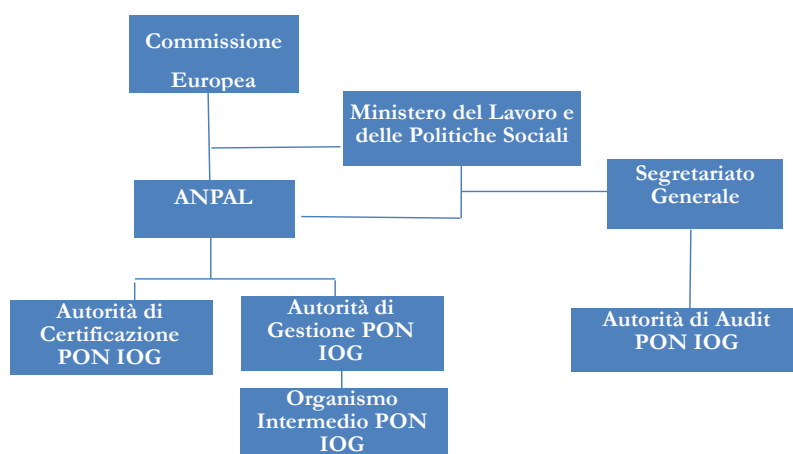 Commissione
Europea
Ministero del Lavoro e
delle Politiche Sociali
Segretariato
Generale
ANPAL
Autorità di
Certificazione
PON IOG
Autorità di
Gestione PON
IOG
Autorità di Audit
PON IOG
Organismo
Intermedio PON
IOG